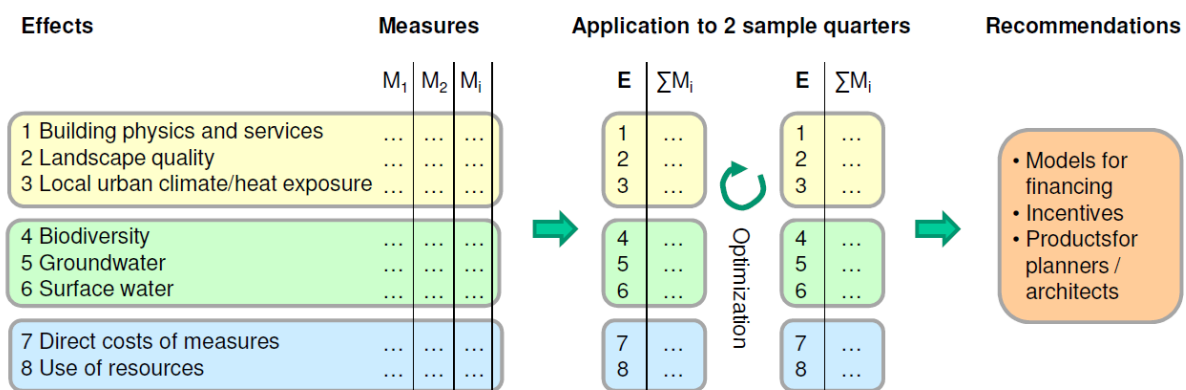 Effects Measures Application to 2 sample quarters Recommendations
M₁ M₂ Mᵢ E ∑Mᵢ E ∑Mᵢ
1 Building physics and services … … …
2 Landscape quality … … …
3 Local urban climate/heat exposure … … …
4 Biodiversity … … …
5 Groundwater … … …
6 Surface water … … …
7 Direct costs of measures … … …
8 Use of resources … … …
1 …
2 …
3 …
4 …
5 …
6 …
7 …
8 …
Optimization
1 …
2 …
3 …
4 …
5 …
6 …
7 …
8 …
• Models for
financing
• Incentives
• Productsfor
planners /
architects